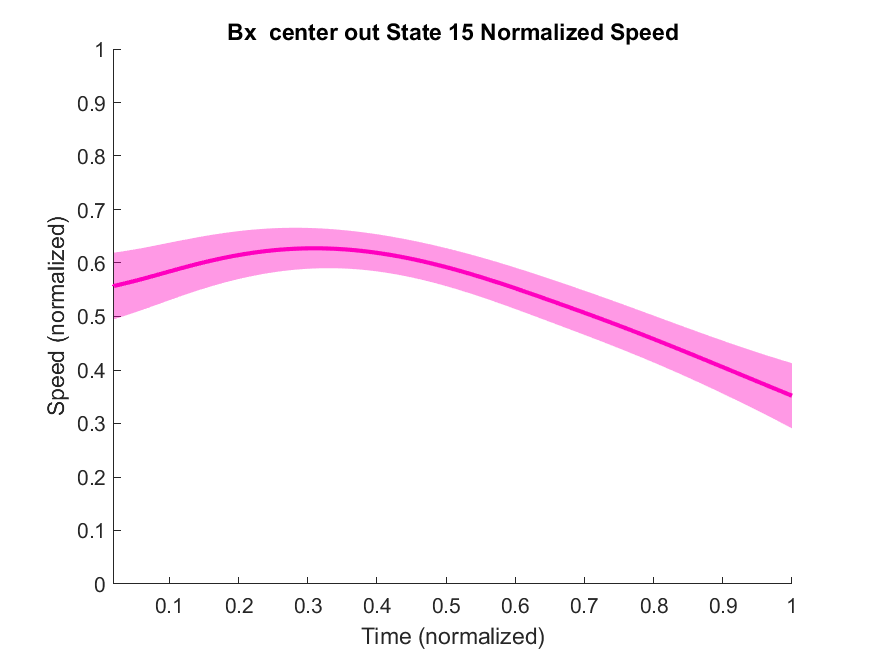 Bx  center out State 15 Normalized Speed
1
0.9
0.8
0.7
0.6
0.5
0.4
0.3
0.2
0.1
0
Speed (normalized)
0.1 0.2 0.3 0.4 0.5 0.6 0.7 0.8 0.9 1
Time (normalized)